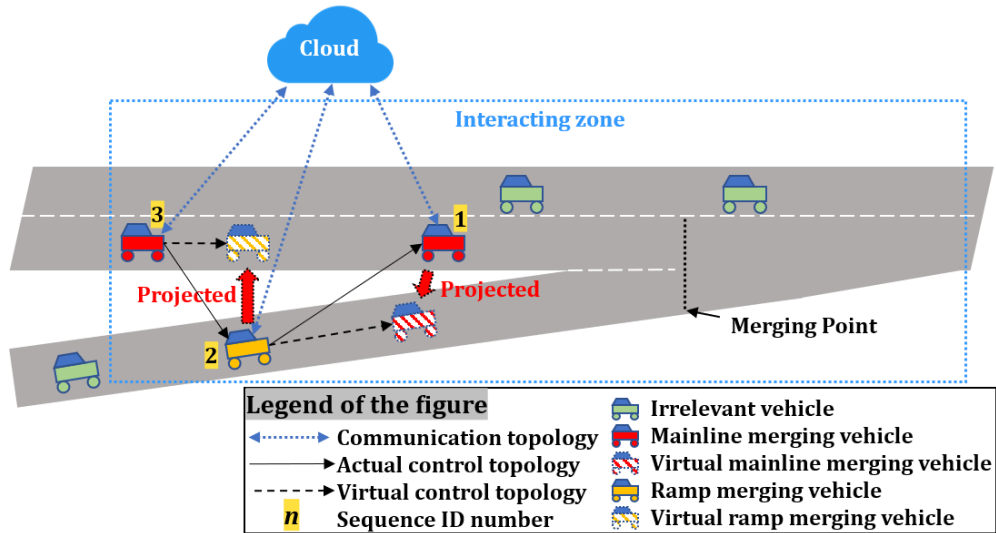 Cloud
Interacting zone
3
1
Projected
Projected
2
Merging Point
Legend of the figure
Communication topology
Actual control topology
Virtual control topology
n Sequence ID number
Irrelevant vehicle
Mainline merging vehicle
Virtual mainline merging vehicle
Ramp merging vehicle
Virtual ramp merging vehicle